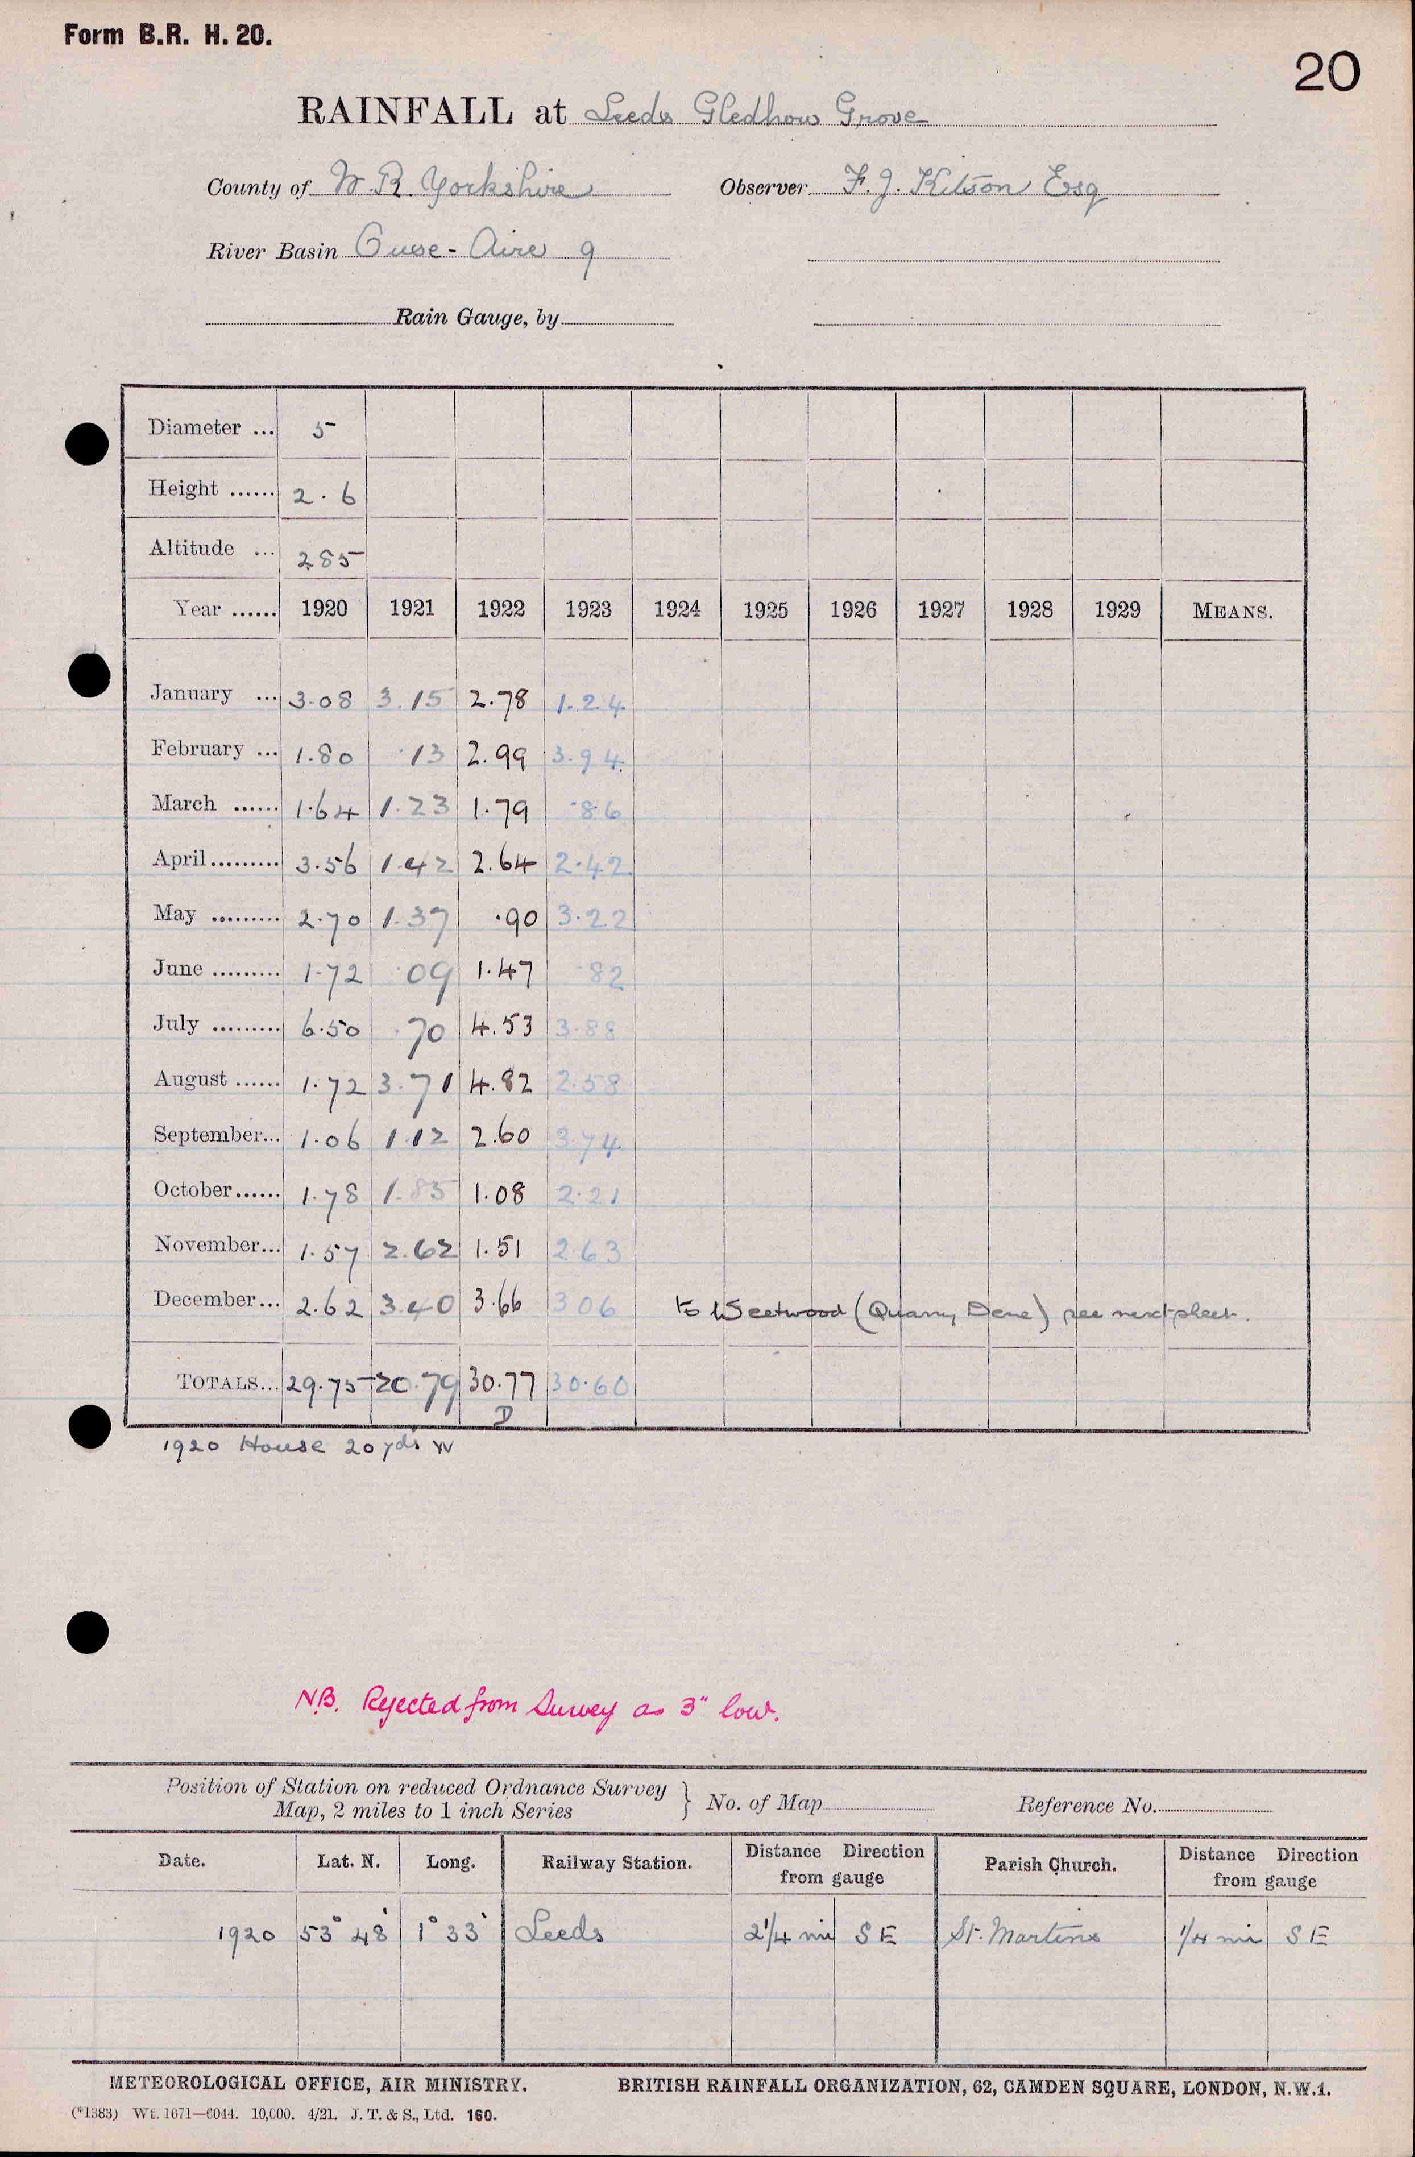 Form B.R. H. 20.
20
RAINFALL at Leeds Gledhow Grove
County of W. R. Yorkshire Observer F. J. Kitson Esq
River Basin Ouse - Aire 9
Rain Gauge, by
Diameter ... 5
Height ...... 2.6
Altitude ... 285
Year ...... 1920 1921 1922 1923 1924 1925 1926 1927 1928 1929 MEANS.
January ... 3.08 3.15 2.78 1.24
February ... 1.80 .13 2.99 3.94
March ...... 1.64 1.23 1.79 .86
April......... 3.56 1.42 2.64 2.42
May ......... 2.70 1.37 .90 3.22
June ......... 1.72 .09 1.47 .82
July ......... 6.50 .70 4.53 3.88
August ...... 1.72 3.71 4.82 2.58
September... 1.06 1.12 2.60 3.74
October...... 1.78 1.85 1.08 2.21
November... 1.57 2.62 1.51 2.63
December... 2.62 3.40 3.66 3 06 to Weetwood (Quarry Dene) see next sheet.
TOTALS... 29.75 20.79 30.77 30.60
D
1920 House 20 yds W
N.B. Rejected from Survey as 3" low.
Position of Station on reduced Ordnance Survey
Map, 2 miles to 1 inch Series } No. of Map Reference No.
Date. Lat. N. Long. Railway Station. Distance Direction from gauge Parish Church. Distance Direction from gauge
1920 53° 48' 1° 33' Leeds 2 1/4 mi S E St. Martins 1/4 mi S E
METEOROLOGICAL OFFICE, AIR MINISTRY. BRITISH RAINFALL ORGANIZATION, 62, CAMDEN SQUARE, LONDON, N.W.1.
(*1383) Wt. 1671—6044. 10,000. 4/21. J. T. & S., Ltd. 160.